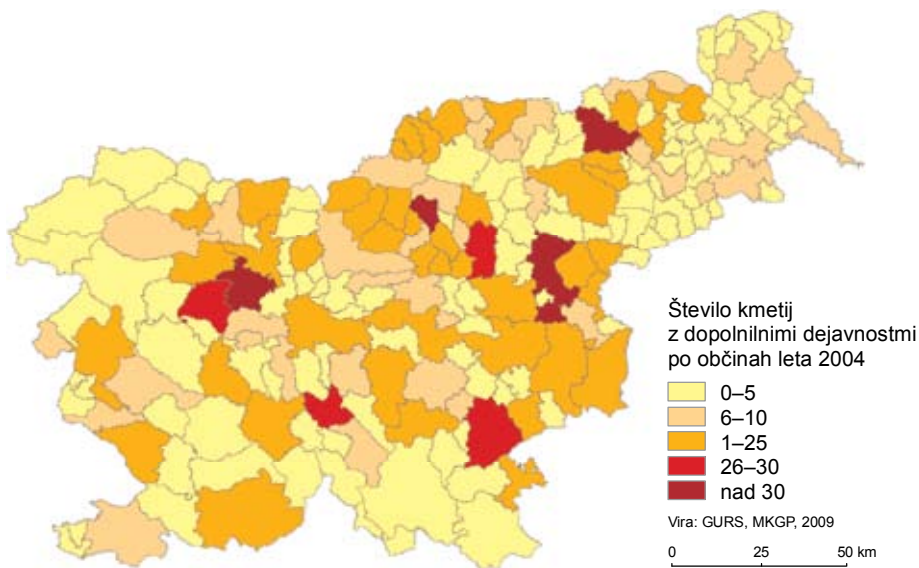 Število kmetij
z dopolnilnimi dejavnostmi
po občinah leta 2004
0–5
6–10
1–25
26–30
nad 30
Vira: GURS, MKGP, 2009
0 25 50 km